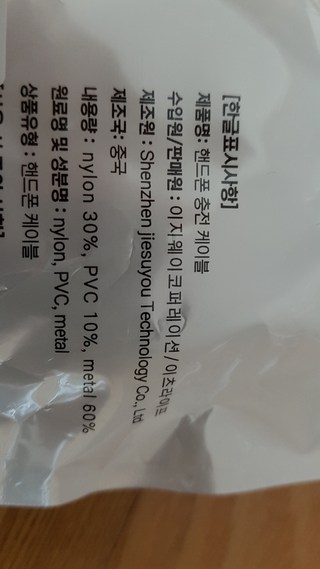 [한글표시사항]
제품명: 핸드폰 충전 케이블
수입원/판매원 : 이지웨이코퍼레이션/이츠라이프
제조원 : Shenzhen jiesuyou Technology Co., Ltd
제조국: 중국
내용량 : nylon 30%, PVC 10%, metal 60%
원료명 및 성분명 : nylon, PVC, metal
상품유형 : 핸드폰 케이블